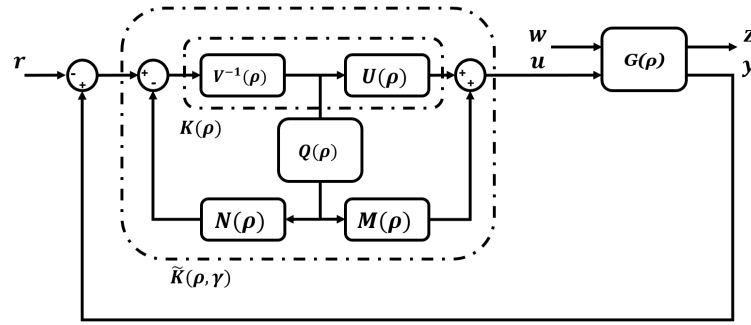 w
z
r
u
y
G(ρ)
- +
+ -
V⁻¹(ρ)
U(ρ)
+ +
K(ρ)
Q(ρ)
N(ρ)
M(ρ)
K̃(ρ, γ)